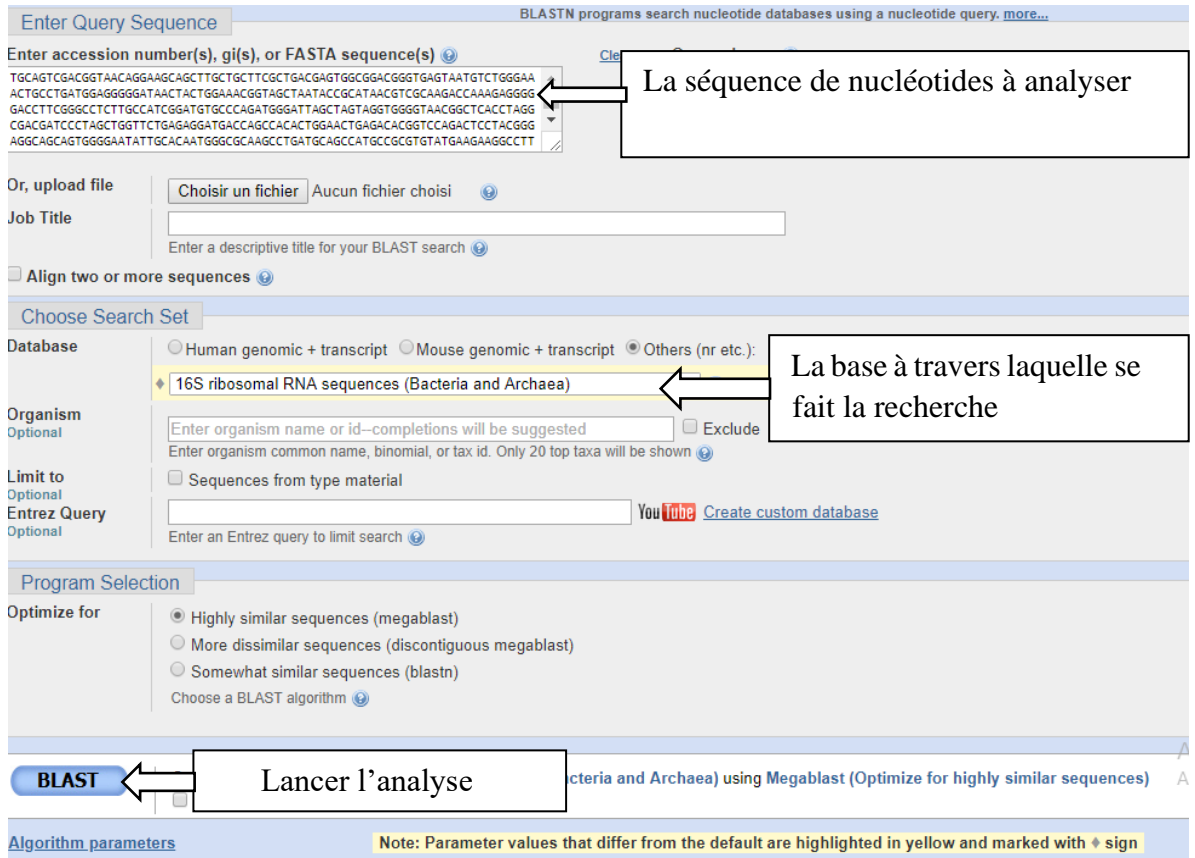 BLASTN programs search nucleotide databases using a nucleotide query. more...
Enter Query Sequence
Enter accession number(s), gi(s), or FASTA sequence(s)
TGCAGTCGACGGTAACAGGAAGCAGCTTGCTGCTTCGCTGACGAGTGGCGGACGGGTGAGTAATGTCTGGGAA
ACTGCCTGATGGAGGGGGATAACTACTGGAAACGGTAGCTAATACCGCATAACGTCGCAAGACCAAAGAGGGG
GACCTTCGGGCCTCTTGCCATCGGATGTGCCCAGATGGGATTAGCTAGTAGGTGGGGTAACGGCTCACCTAGG
CGACGATCCCTAGCTGGTTCTGAGAGGATGACCAGCCACACTGGAACTGAGACACGGTCCAGACTCCTACGGG
AGGCAGCAGTGGGGAATATTGCACAATGGGCGCAAGCCTGATGCAGCCATGCCGCGTGTATGAAGAAGGCCTT
La séquence de nucléotides à analyser
Or, upload file
Choisir un fichier Aucun fichier choisi
Job Title
Enter a descriptive title for your BLAST search
Align two or more sequences
Choose Search Set
Database
Human genomic + transcript Mouse genomic + transcript Others (nr etc.):
16S ribosomal RNA sequences (Bacteria and Archaea)
La base à travers laquelle se
fait la recherche
Organism
Optional
Enter organism name or id--completions will be suggested Exclude
Enter organism common name, binomial, or tax id. Only 20 top taxa will be shown
Limit to
Optional
Sequences from type material
Entrez Query
Optional
YouTube Create custom database
Enter an Entrez query to limit search
Program Selection
Optimize for
Highly similar sequences (megablast)
More dissimilar sequences (discontiguous megablast)
Somewhat similar sequences (blastn)
Choose a BLAST algorithm
BLAST
Lancer l'analyse
acteria and Archaea) using Megablast (Optimize for highly similar sequences)
Algorithm parameters
Note: Parameter values that differ from the default are highlighted in yellow and marked with ♦ sign